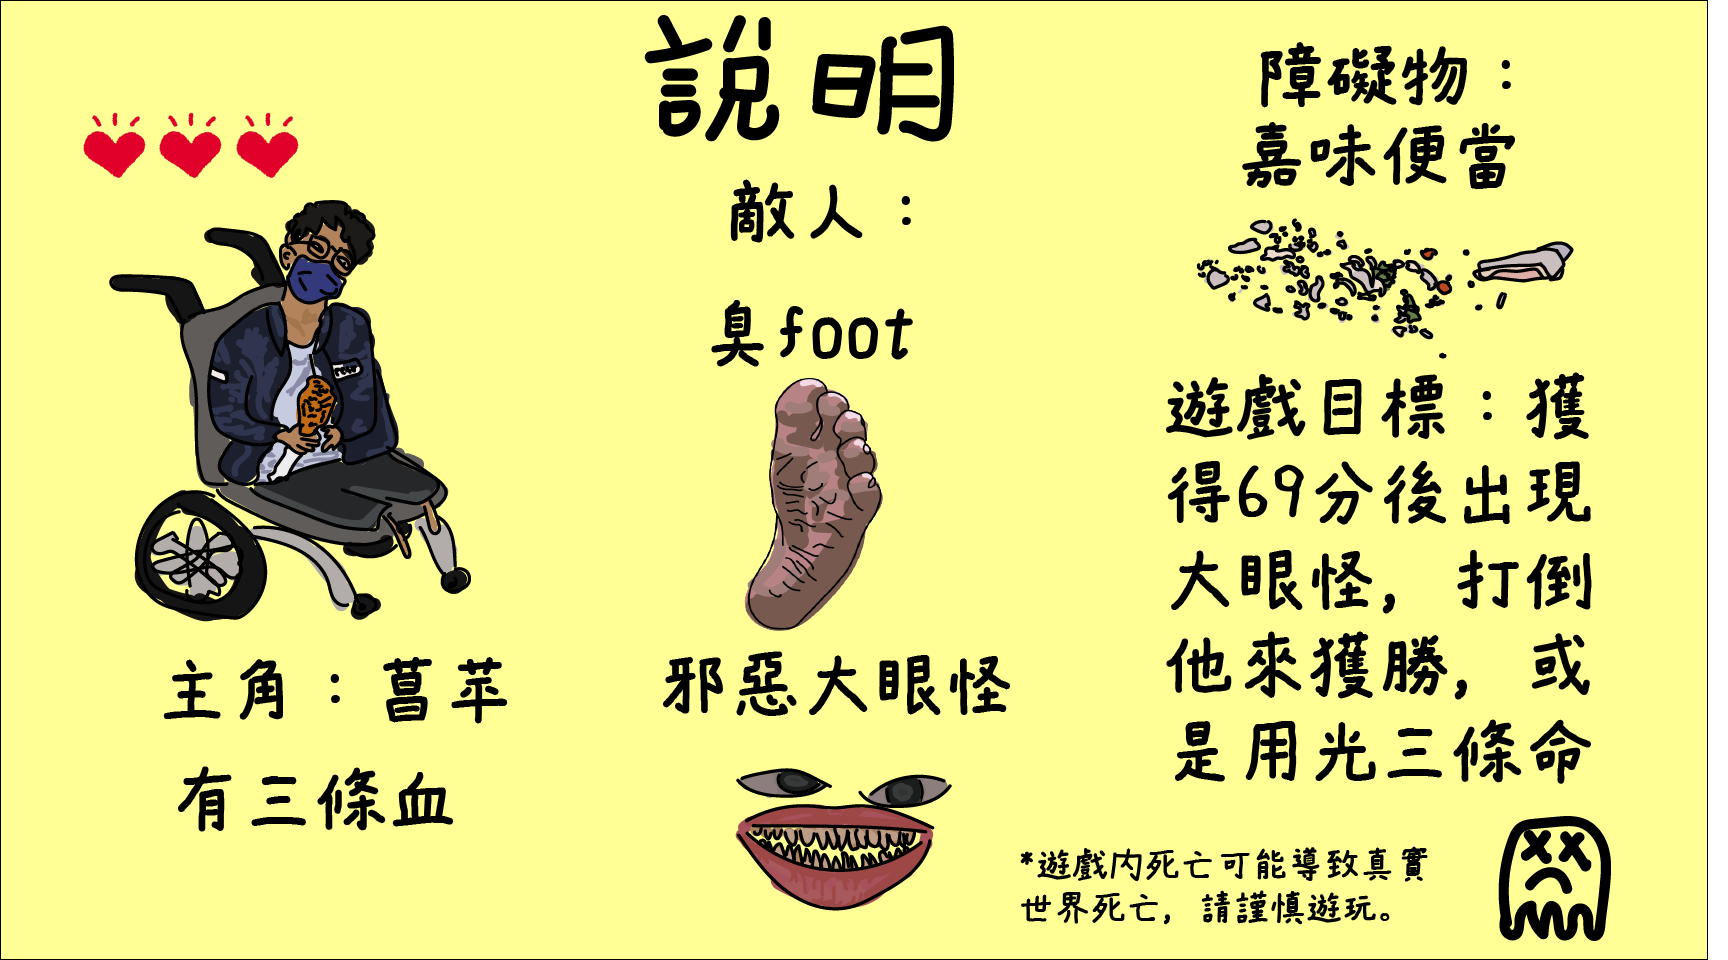 說明
主角：菖苹
有三條血
敵人：
臭foot
邪惡大眼怪
障礙物：
嘉味便當
遊戲目標：獲
得69分後出現
大眼怪，打倒
他來獲勝，或
是用光三條命
*遊戲內死亡可能導致真實
世界死亡，請謹慎遊玩。